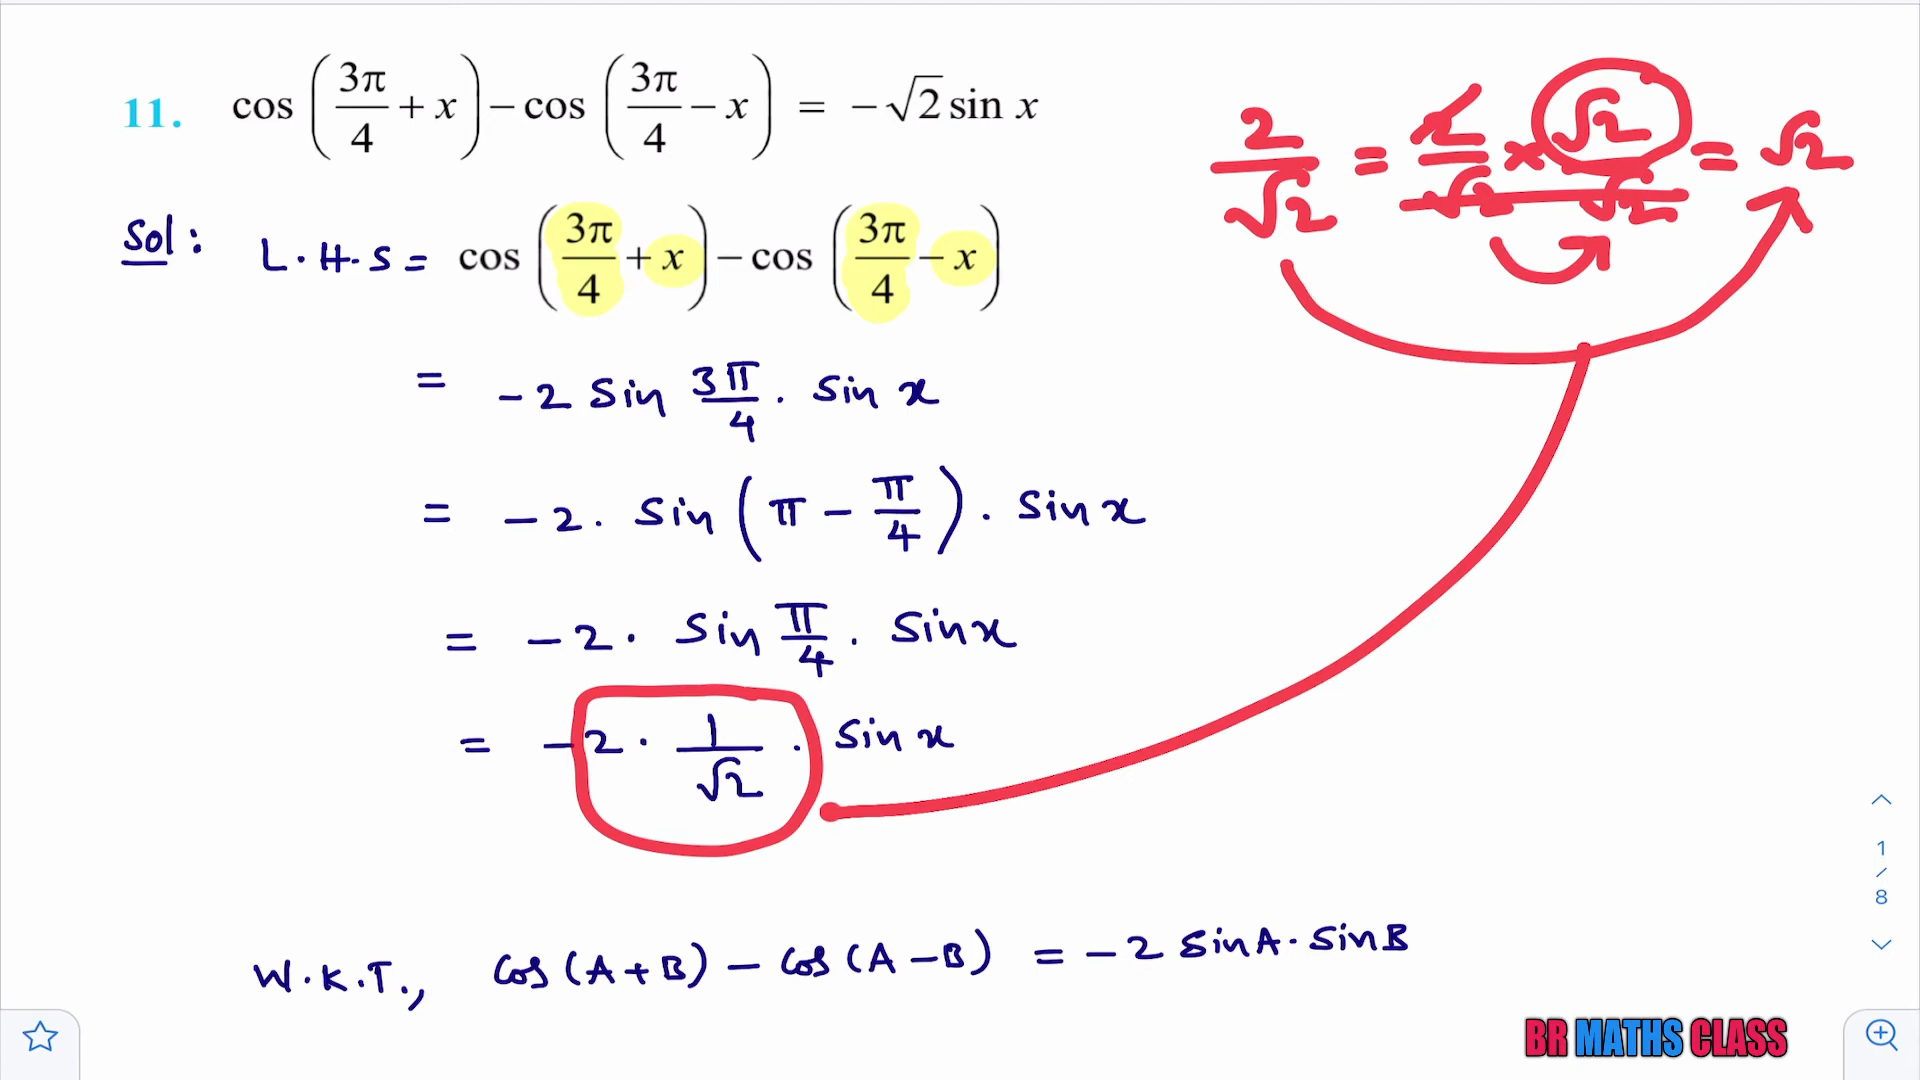 11. cos (3π/4 + x) − cos (3π/4 − x) = −√2 sin x
2/√2 = 2/√2 × √2/√2 = √2
Sol: L.H.S = cos (3π/4 + x) − cos (3π/4 − x)
= −2 Sin 3π/4 . Sin x
= −2 . Sin (π − π/4) . Sin x
= −2 . Sin π/4 . Sin x
= −2 . 1/√2 . Sin x
1
/
8
W.K.T., Cos (A+B) − Cos (A−B) = −2 SinA. SinB
BR MATHS CLASS